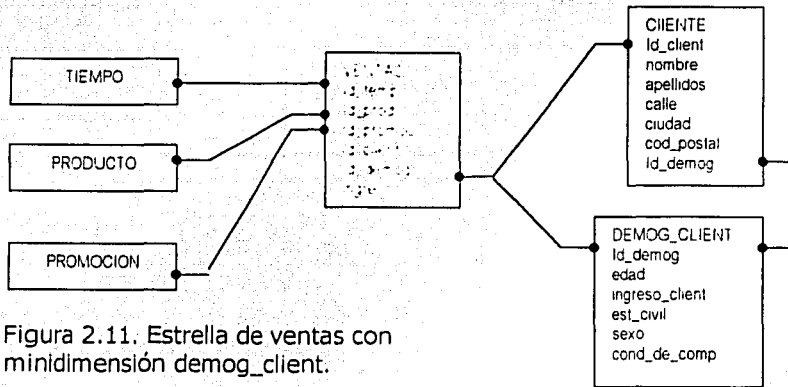 TIEMPO
PRODUCTO
PROMOCION
CIIENTE
Id_client
nombre
apellidos
calle
ciudad
cod_postal
Id_demog
DEMOG_CLIENT
Id_demog
edad
ingreso_client
est_civil
sexo
cond_de_comp
Figura 2.11. Estrella de ventas con
minidimensión demog_client.